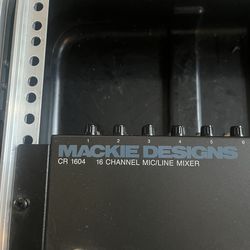 1 2 3 4 5 6
MACKIE DESIGNS
CR 1604 16 CHANNEL MIC/LINE MIXER